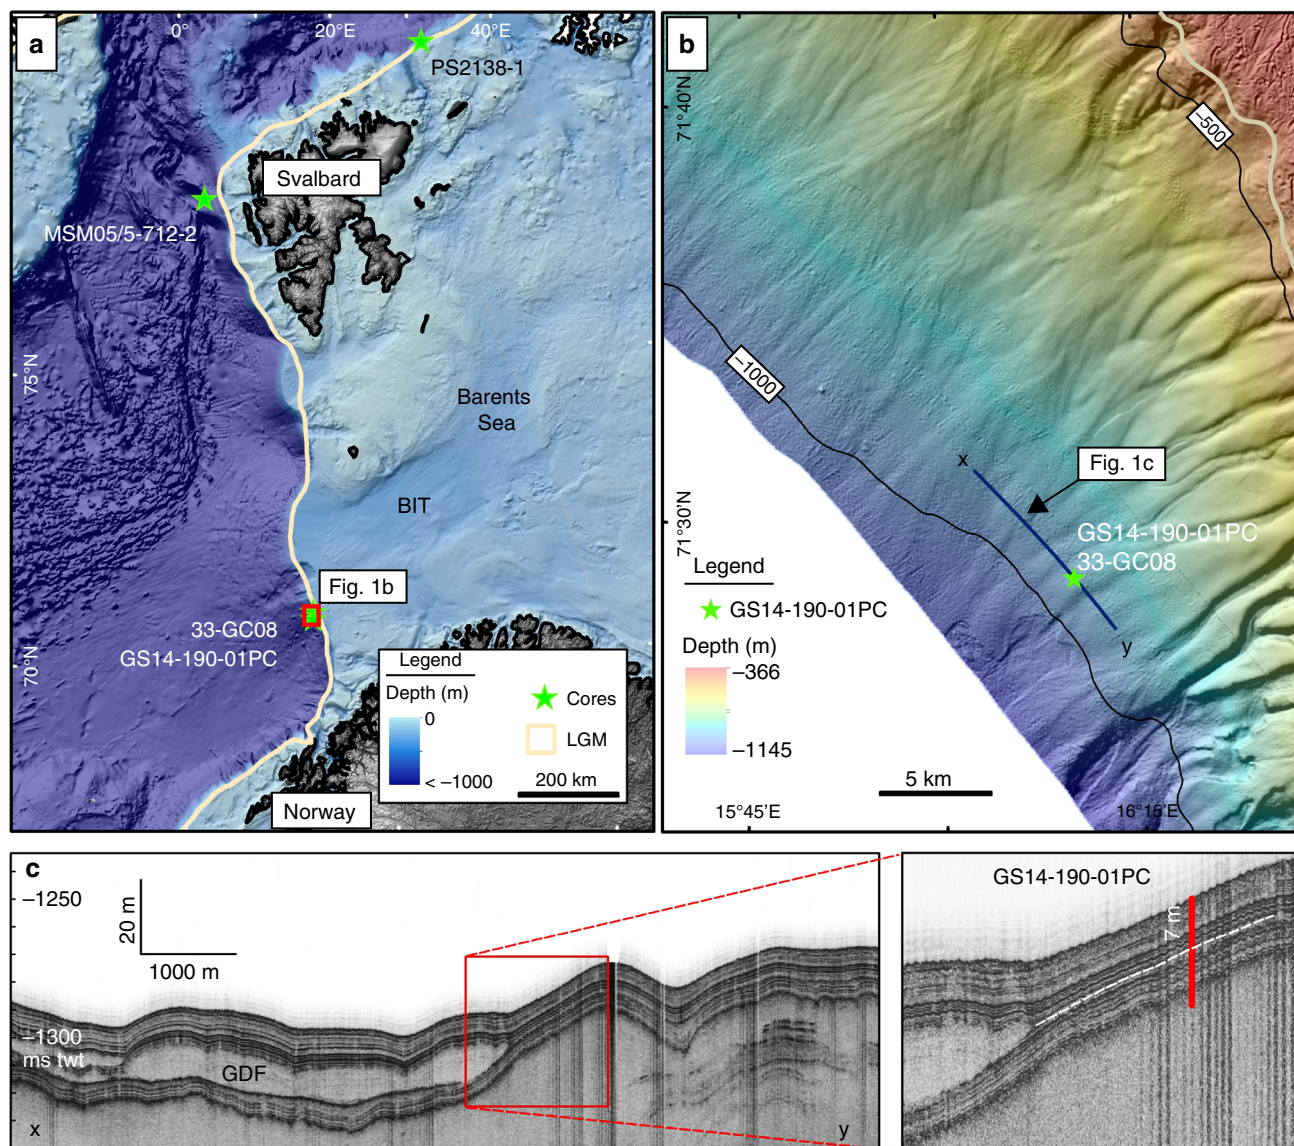 a
0°
20°E
40°E
PS2138-1
Svalbard
MSM05/5-712-2
75°N
Barents
Sea
BIT
Fig. 1b
33-GC08
GS14-190-01PC
70°N
Legend
Depth (m)
0
< –1000
Cores
LGM
200 km
Norway
b
71°40'N
–500
–1000
x
Fig. 1c
71°30'N
GS14-190-01PC
33-GC08
Legend
GS14-190-01PC
Depth (m)
–366
–1145
y
5 km
15°45'E
16°15'E
c
–1250
20 m
1000 m
–1300
ms twt
GDF
x
y
GS14-190-01PC
7 m